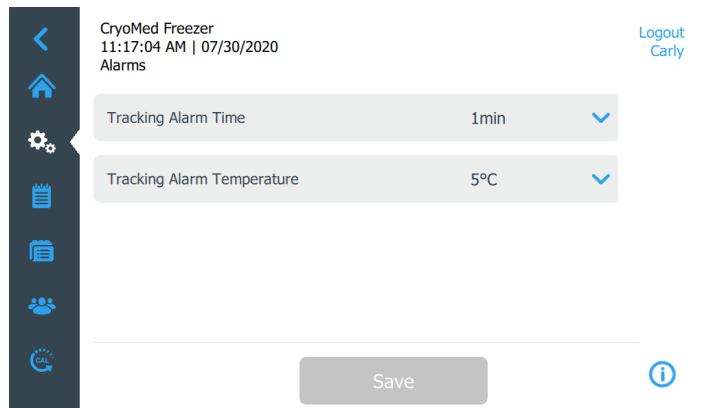 CryoMed Freezer
11:17:04 AM | 07/30/2020
Alarms
Logout
Carly
Tracking Alarm Time 1min
Tracking Alarm Temperature 5°C
CAL
Save